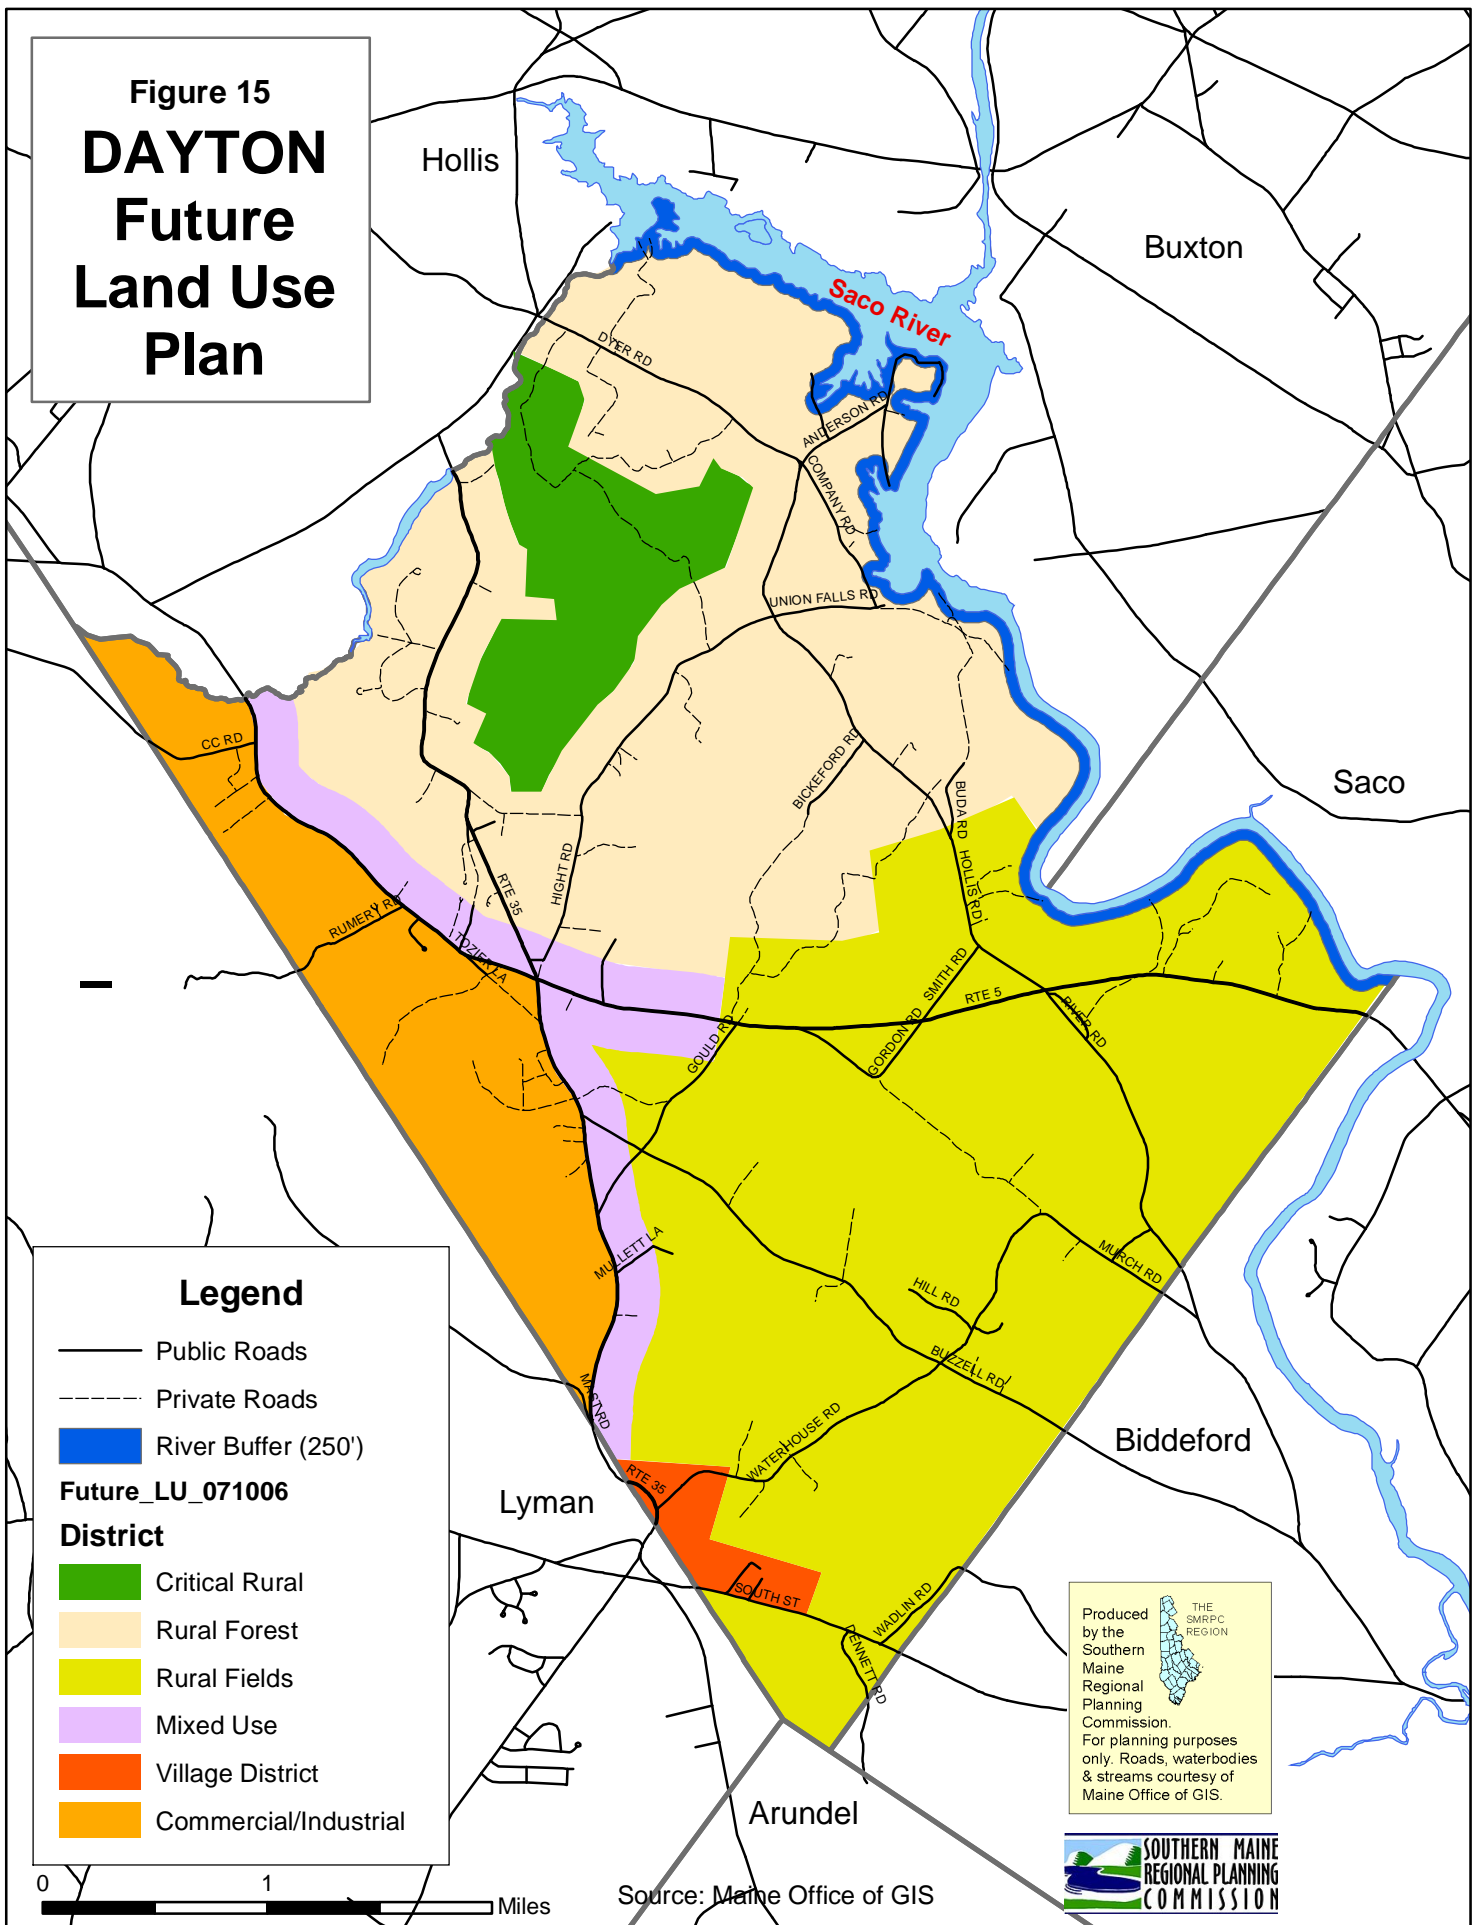 Figure 15
DAYTON
Future
Land Use
Plan
Hollis
Buxton
Saco River
DYER RD
ANDERSON RD
COMPANY RD
UNION FALLS RD
CC RD
BICKEFORD RD
BUDA RD
Saco
HOLLIS RD
RTE 35
HIGHT RD
RUMERY RD
TOZIER LA
SMITH RD
RTE 5
GORDON RD
RIVER RD
GOULD RD
MULLETT LA
MURCH RD
HILL RD
BUZZELL RD
MAST RD
WATERHOUSE RD
Biddeford
RTE 35
Lyman
SOUTH ST
WADLIN RD
DENNETT RD
Arundel
Legend
Public Roads
Private Roads
River Buffer (250')
Future_LU_071006
District
Critical Rural
Rural Forest
Rural Fields
Mixed Use
Village District
Commercial/Industrial
0 1
Miles
Source: Maine Office of GIS
THE
SMRPC
REGION
Produced
by the
Southern
Maine
Regional
Planning
Commission.
For planning purposes
only. Roads, waterbodies
& streams courtesy of
Maine Office of GIS.
SOUTHERN MAINE
REGIONAL PLANNING
COMMISSION